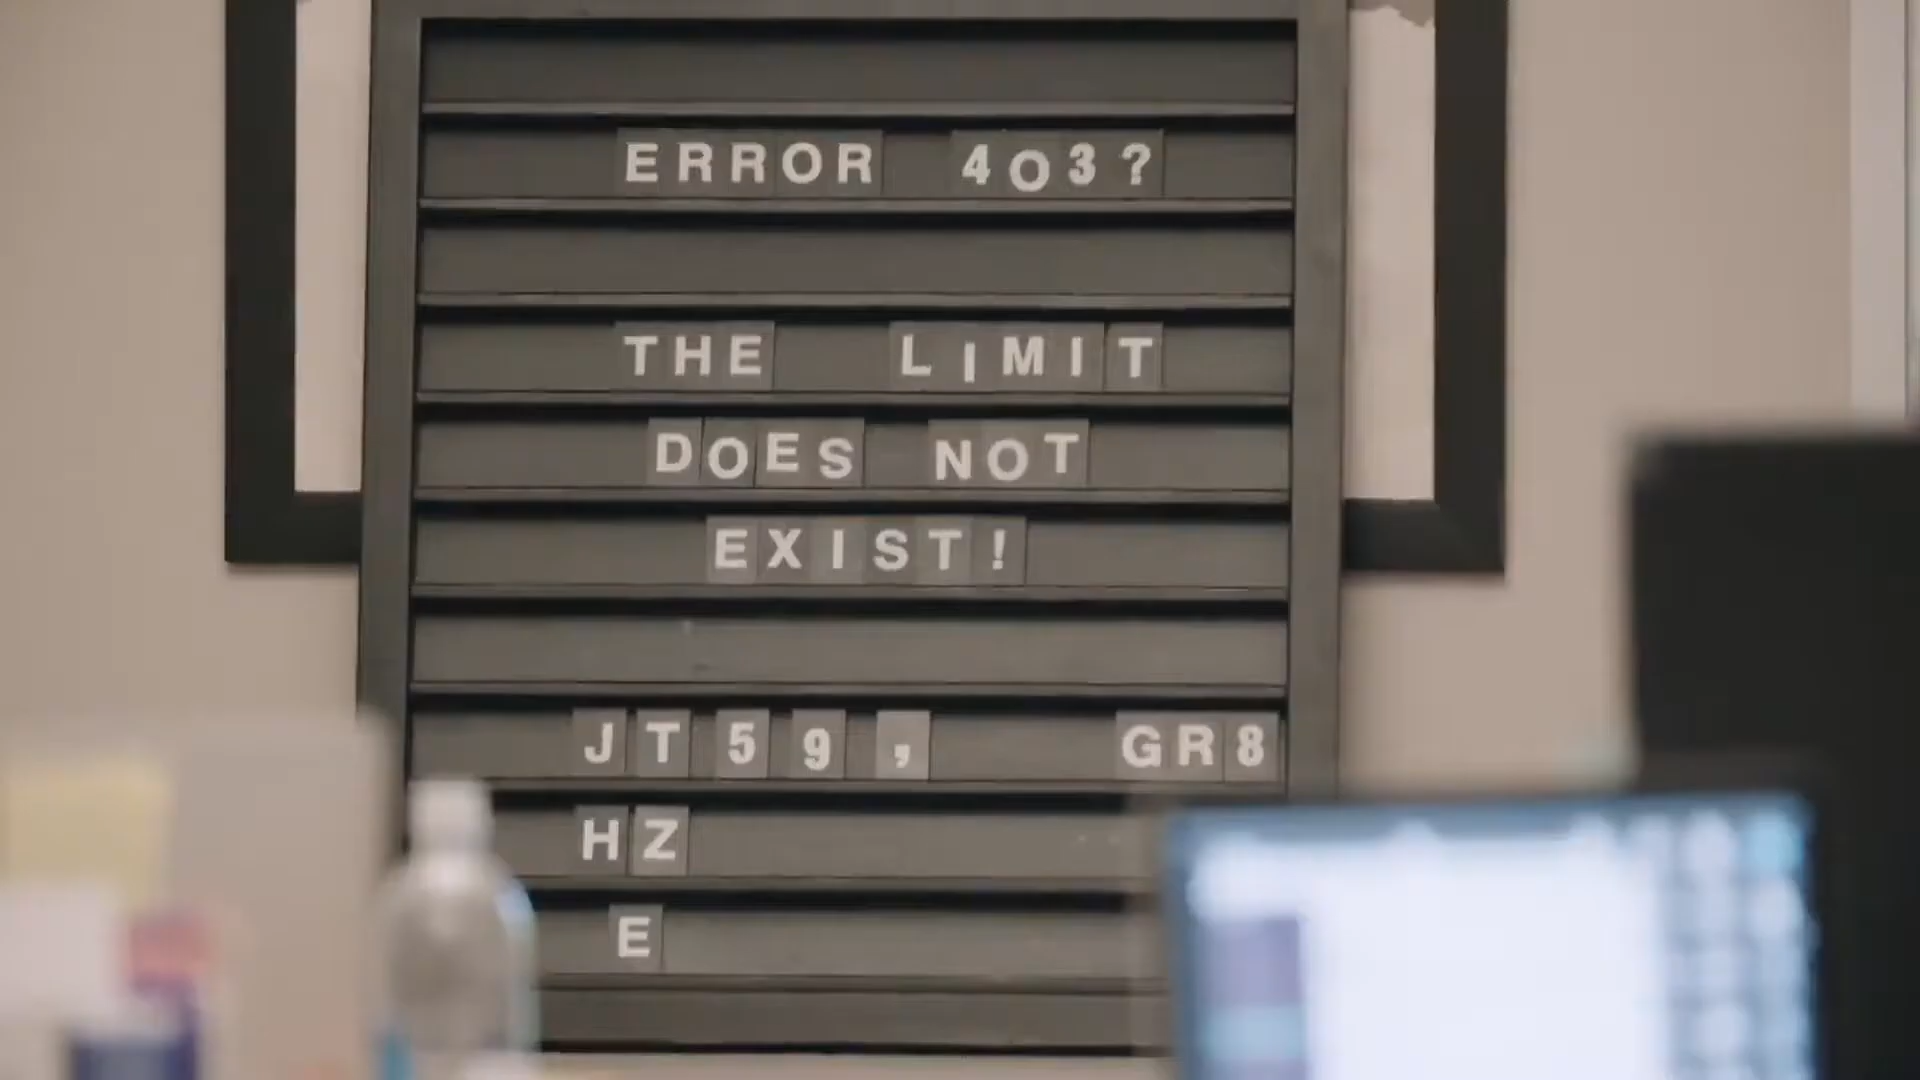 ERROR 403?
THE LIMIT
DOES NOT
EXIST!
JT59, GR8
HZ
E